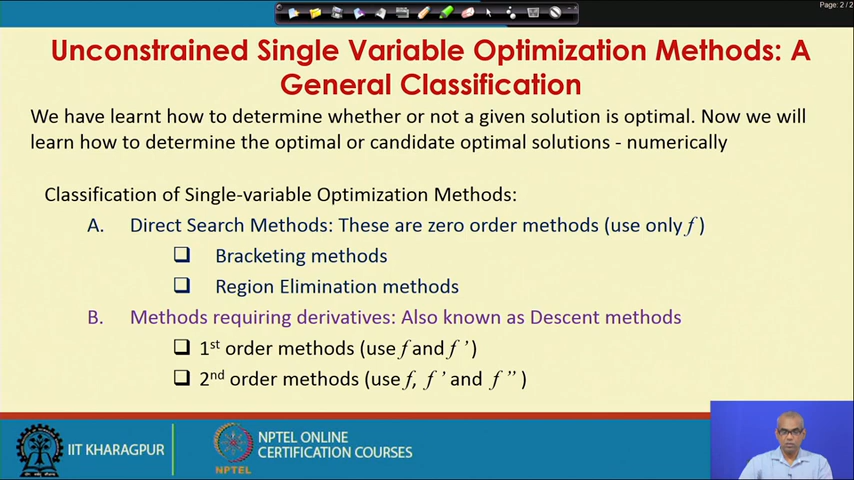 Page: 2 / 2
Unconstrained Single Variable Optimization Methods: A
General Classification
We have learnt how to determine whether or not a given solution is optimal. Now we will
learn how to determine the optimal or candidate optimal solutions - numerically
Classification of Single-variable Optimization Methods:
A. Direct Search Methods: These are zero order methods (use only f )
❑ Bracketing methods
❑ Region Elimination methods
B. Methods requiring derivatives: Also known as Descent methods
❑ 1st order methods (use f and f ’)
❑ 2nd order methods (use f, f ’ and f ’’ )
IIT KHARAGPUR
NPTEL
NPTEL ONLINE
CERTIFICATION COURSES